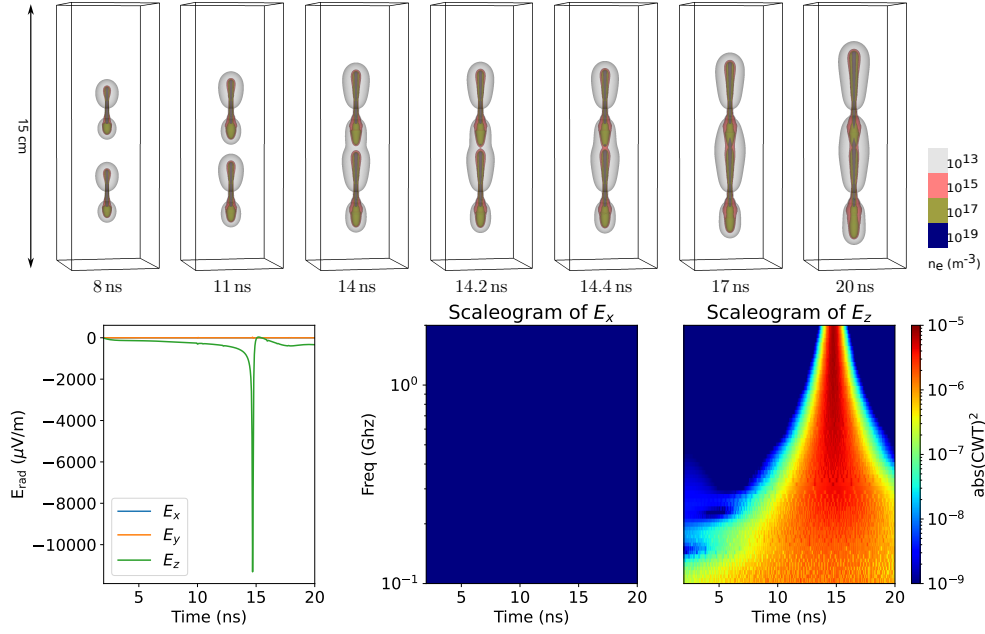 15 cm
8 ns
11 ns
14 ns
14.2 ns
14.4 ns
17 ns
20 ns
10^13
10^15
10^17
10^19
n_e (m^-3)
0
−2000
−4000
−6000
−8000
−10000
E_rad (μV/m)
E_x
E_y
E_z
5
10
15
20
Time (ns)
Scaleogram of E_x
10^0
10^-1
Freq (Ghz)
5
10
15
20
Time (ns)
Scaleogram of E_z
5
10
15
20
Time (ns)
10^-5
10^-6
10^-7
10^-8
10^-9
abs(CWT)^2